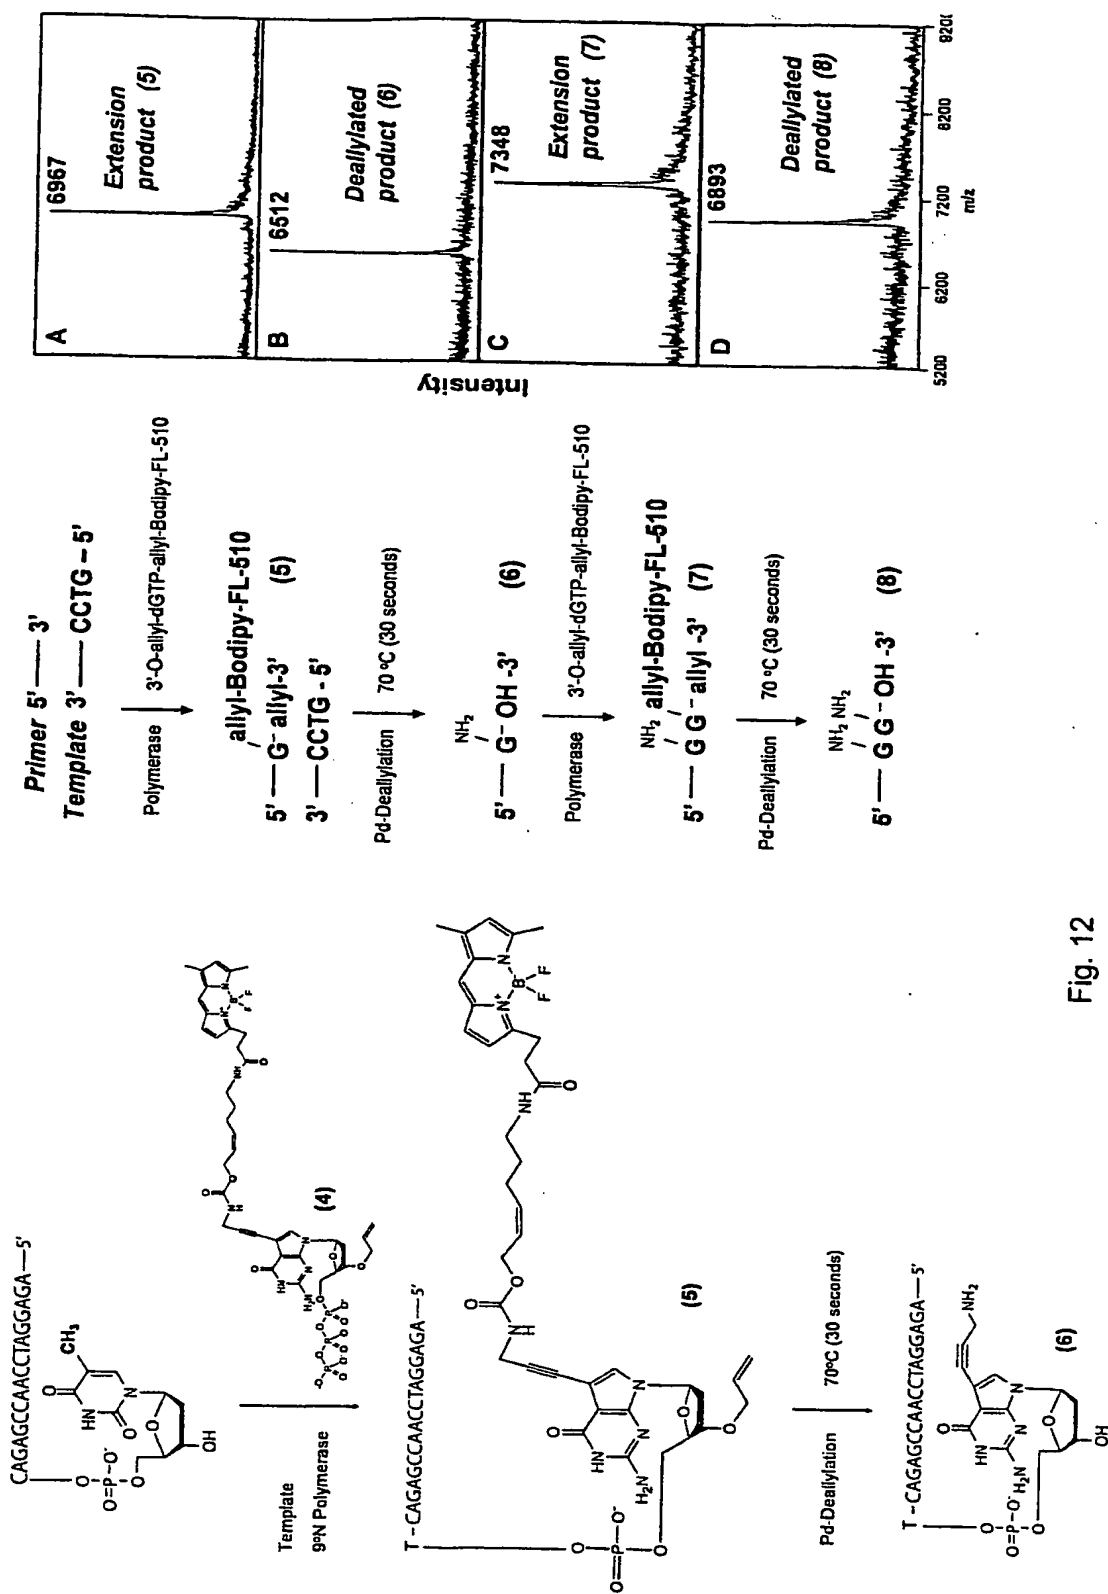 CAGAGCCAACCTAGGAGA—5'
CH₃
O
HN
N
O
O
O-P-O⁻
O=P-O
O
OH
(4)
Template
9°N Polymerase
T - CAGAGCCAACCTAGGAGA—5'
(5)
Pd-Deallylation
70°C (30 seconds)
T - CAGAGCCAACCTAGGAGA—5'
NH₂
(6)
Primer 5' —— 3'
Template 3' —— CCTG – 5'
Polymerase
3'-O-allyl-dGTP-allyl-Bodipy-FL-510
allyl-Bodipy-FL-510
5' —— G - allyl-3'
(5)
3' —— CCTG - 5'
Pd-Deallylation
70 ºC (30 seconds)
NH₂
5' —— G - OH -3'
(6)
Polymerase
3'-O-allyl-dGTP-allyl-Bodipy-FL-510
NH₂ allyl-Bodipy-FL-510
5' —— G G - allyl -3'
(7)
Pd-Deallylation
70 ºC (30 seconds)
NH₂ NH₂
5' —— G G - OH -3'
(8)
Intensity
A
6967
Extension
product (5)
B
6512
Deallylated
product (6)
C
7348
Extension
product (7)
D
6893
Deallylated
product (8)
5200 6200 7200 8200 9200
m/z
Fig. 12